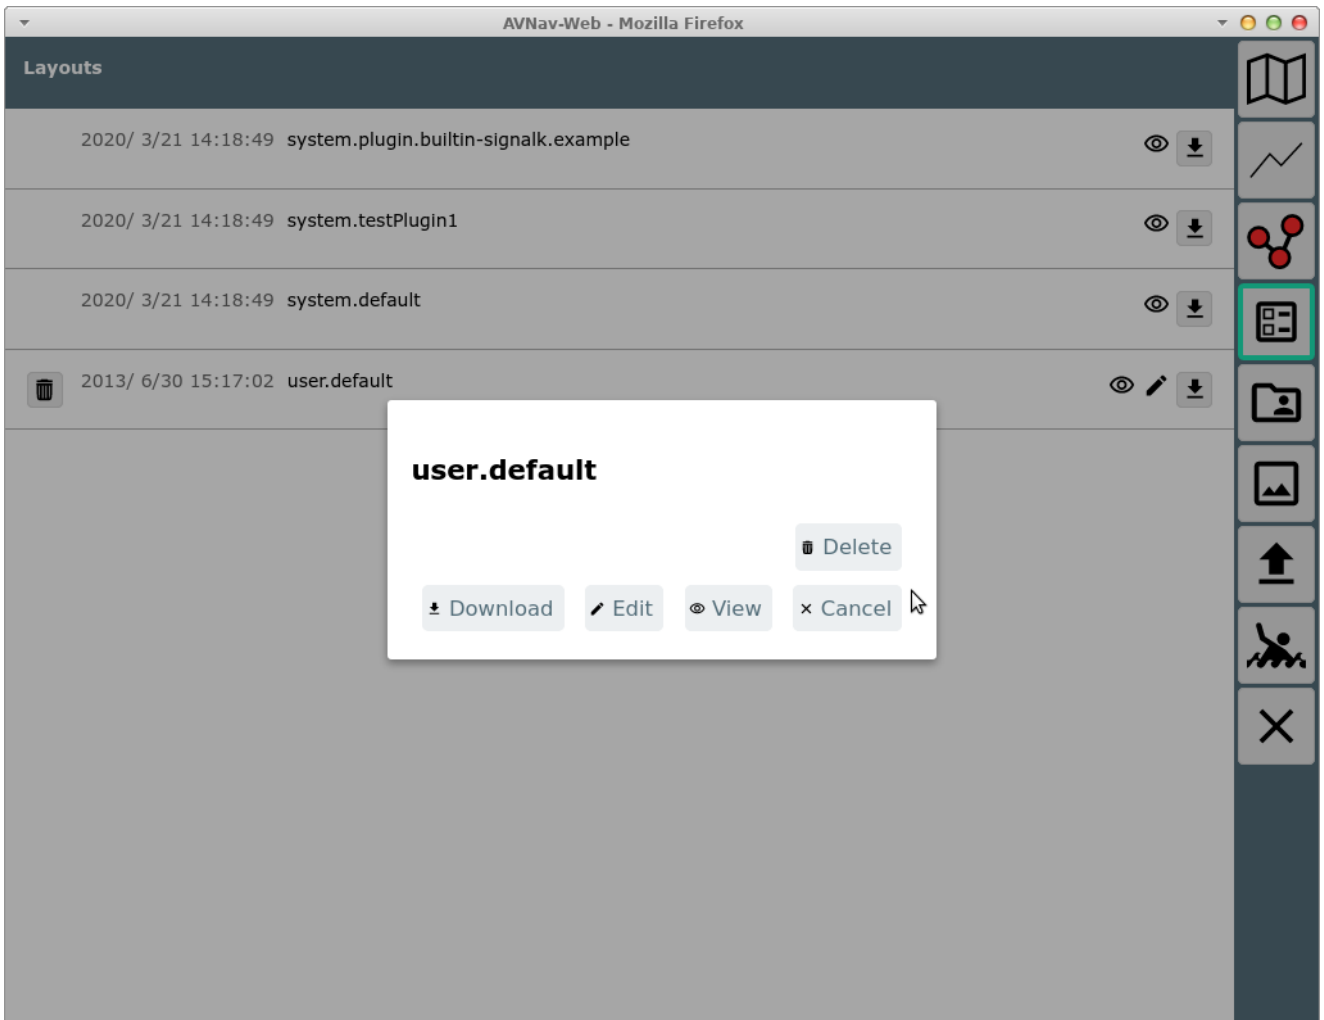 AVNav-Web - Mozilla Firefox
Layouts
2020/ 3/21 14:18:49 system.plugin.builtin-signalk.example
2020/ 3/21 14:18:49 system.testPlugin1
2020/ 3/21 14:18:49 system.default
2013/ 6/30 15:17:02 user.default
user.default
Delete
Download Edit View Cancel